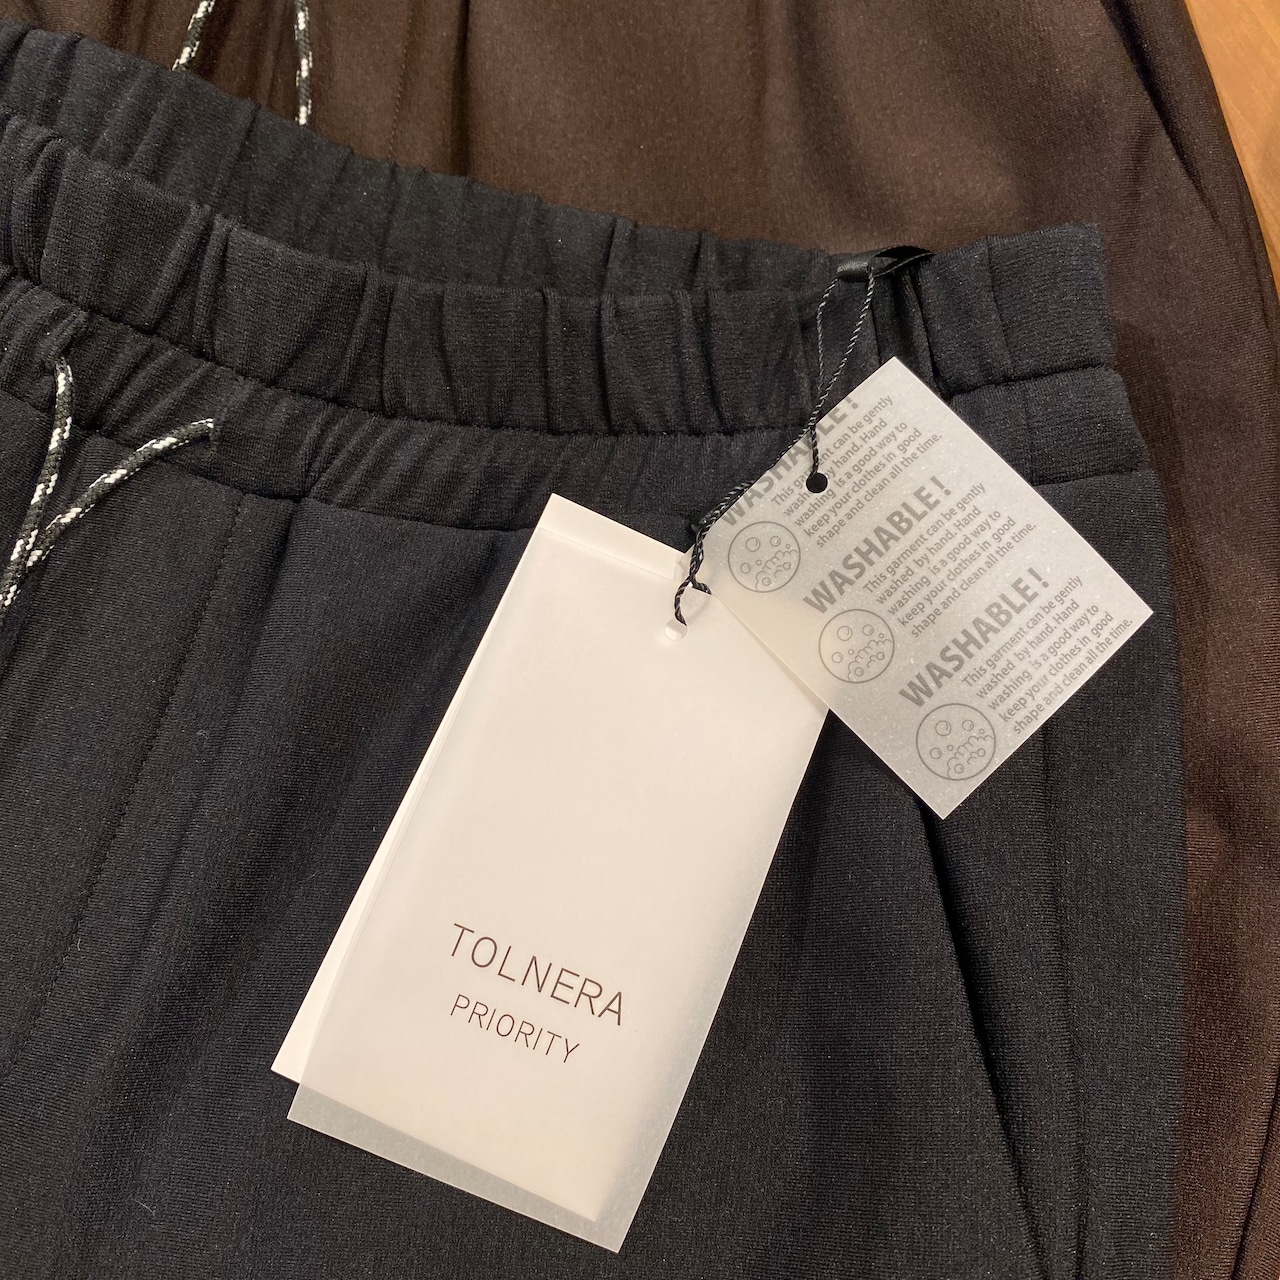 WASHABLE!
This garment can be gently
washed by hand. Hand
washing is a good way to
keep your clothes in good
shape and clean all the time.
WASHABLE!
This garment can be gently
washed by hand. Hand
washing is a good way to
keep your clothes in good
shape and clean all the time.
WASHABLE!
This garment can be gently
washed by hand. Hand
washing is a good way to
keep your clothes in good
shape and clean all the time.
TOLNERA
PRIORITY